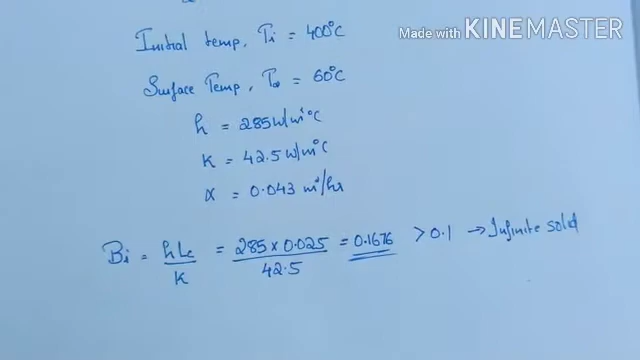 Made with KINEMASTER
Initial temp, Ti = 400°C
Surface Temp, T∞ = 60°C
h = 285 W/m²°C
K = 42.5 W/m°C
α = 0.043 m²/hr
Bi = hLc/K = 285 × 0.025/42.5 = 0.1676 > 0.1 → Infinite solid